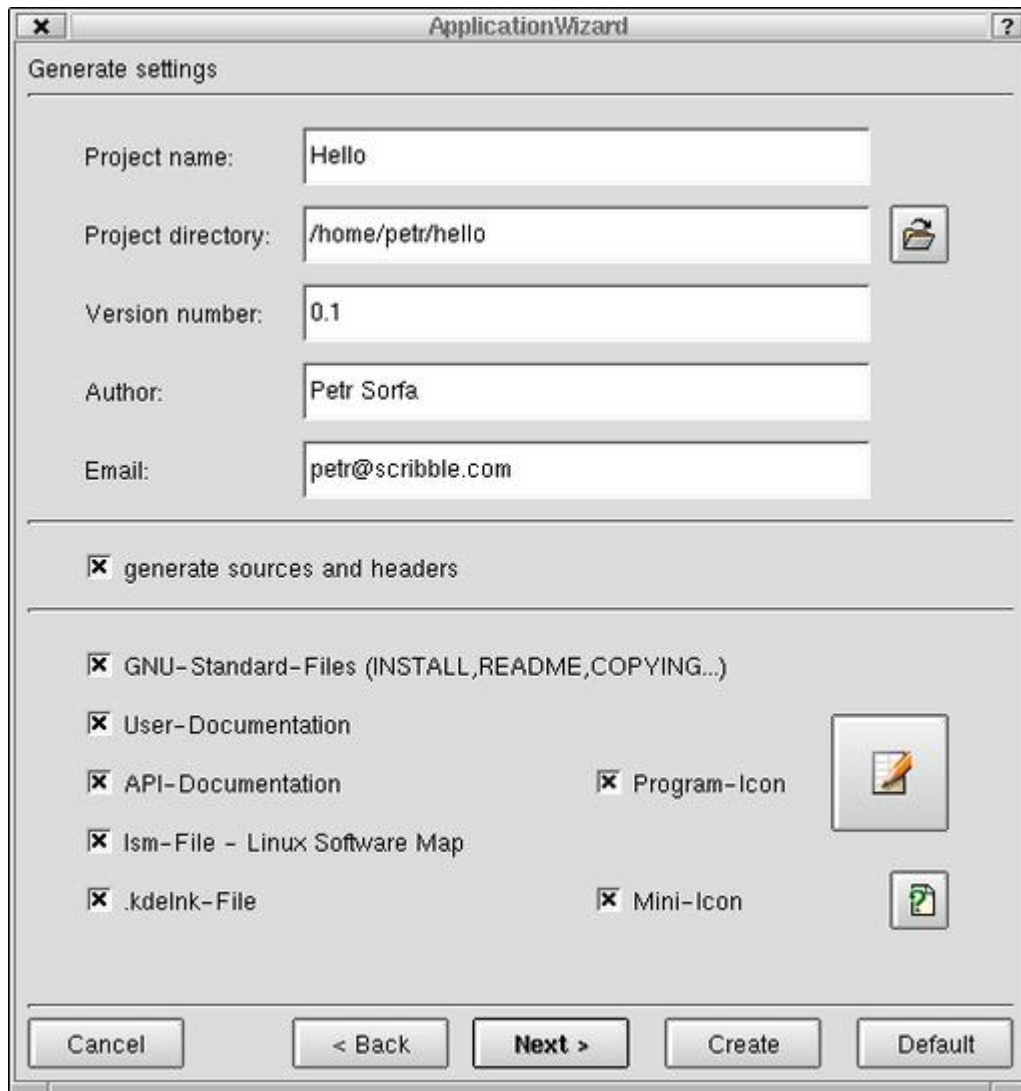 ApplicationWizard ?
Generate settings
Project name: Hello
Project directory: /home/petr/hello
Version number: 0.1
Author: Petr Sorfa
Email: petr@scribble.com
generate sources and headers
GNU-Standard-Files (INSTALL,README,COPYING...)
User-Documentation
API-Documentation Program-Icon
lsm-File - Linux Software Map
.kdelnk-File Mini-Icon
Cancel < Back Next > Create Default